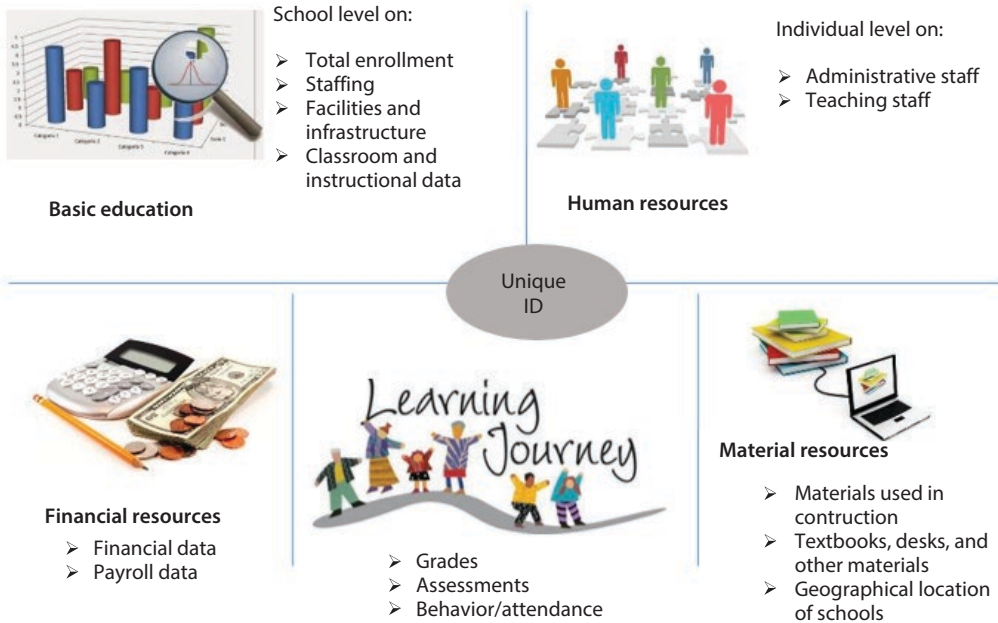 School level on:
➢ Total enrollment
➢ Staffing
➢ Facilities and
infrastructure
➢ Classroom and
instructional data
Basic education
Individual level on:
➢ Administrative staff
➢ Teaching staff
Human resources
Unique
ID
Financial resources
➢ Financial data
➢ Payroll data
Learning
Journey
➢ Grades
➢ Assessments
➢ Behavior/attendance
Material resources
➢ Materials used in
contruction
➢ Textbooks, desks, and
other materials
➢ Geographical location
of schools